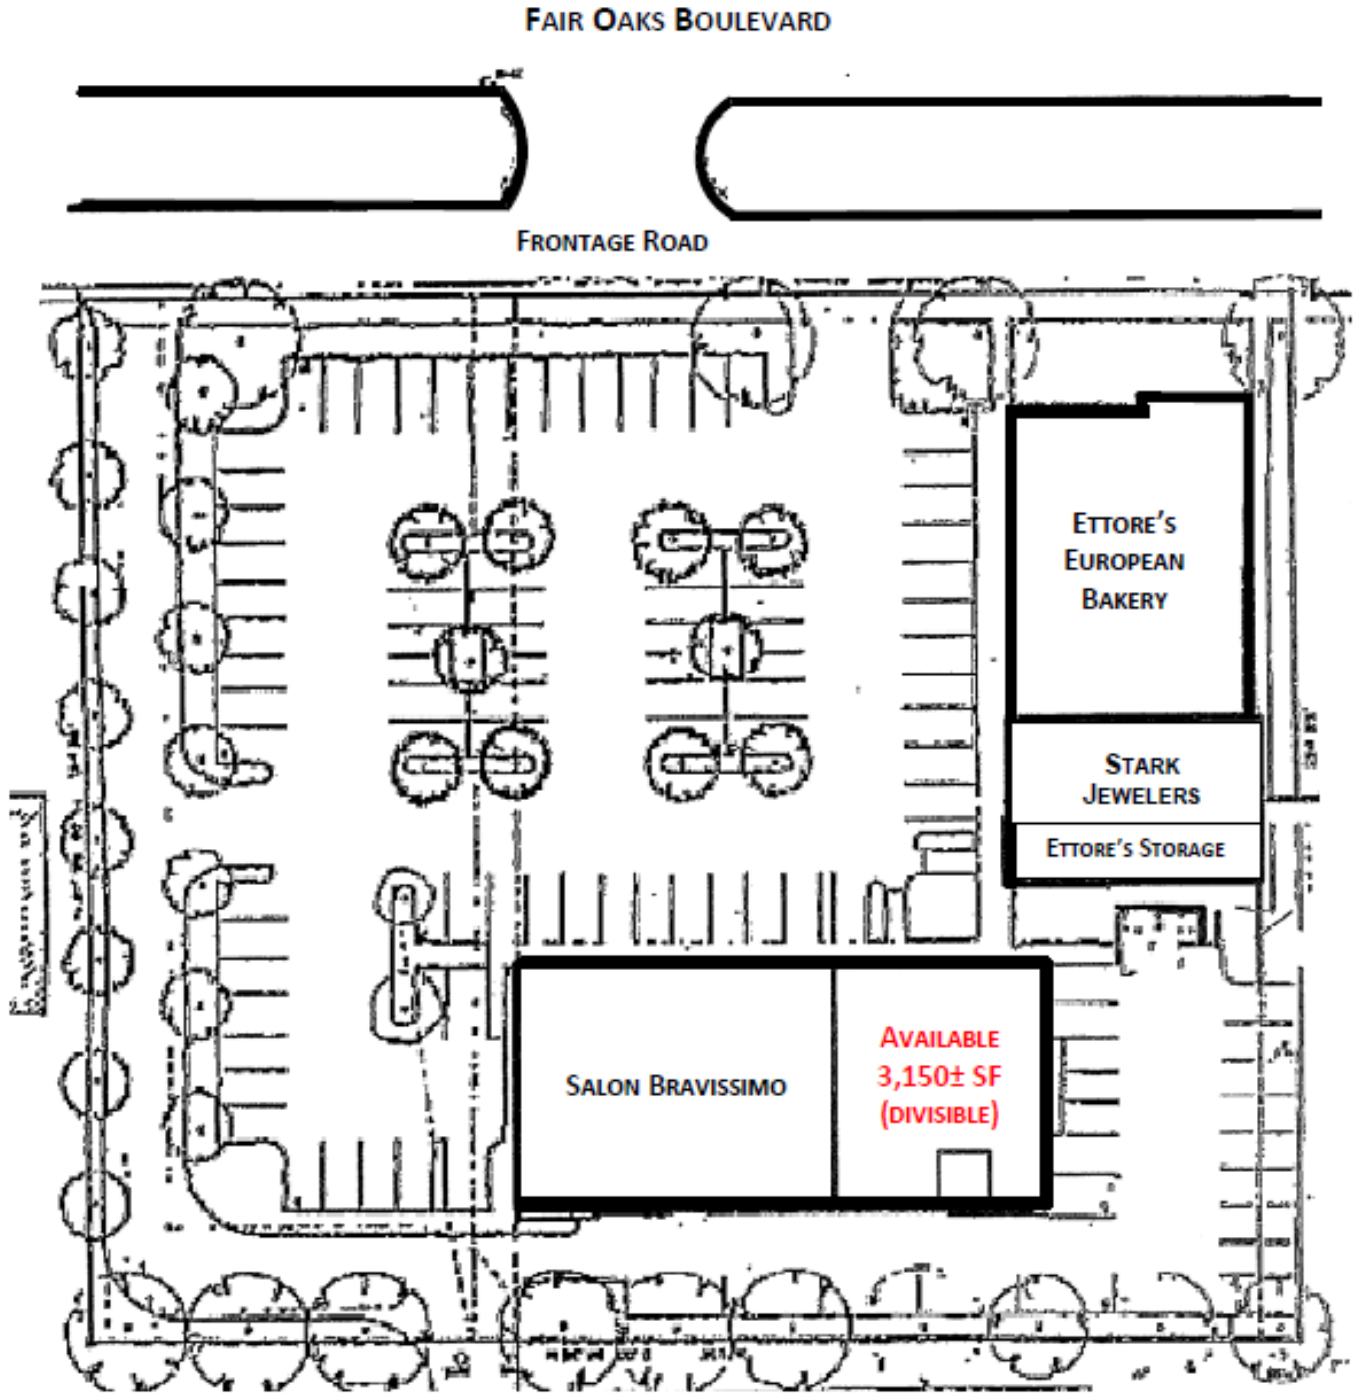 FAIR OAKS BOULEVARD
FRONTAGE ROAD
ETTORE'S
EUROPEAN
BAKERY
STARK
JEWELERS
ETTORE'S STORAGE
AVAILABLE
3,150± SF
(DIVISIBLE)
SALON BRAVISSIMO